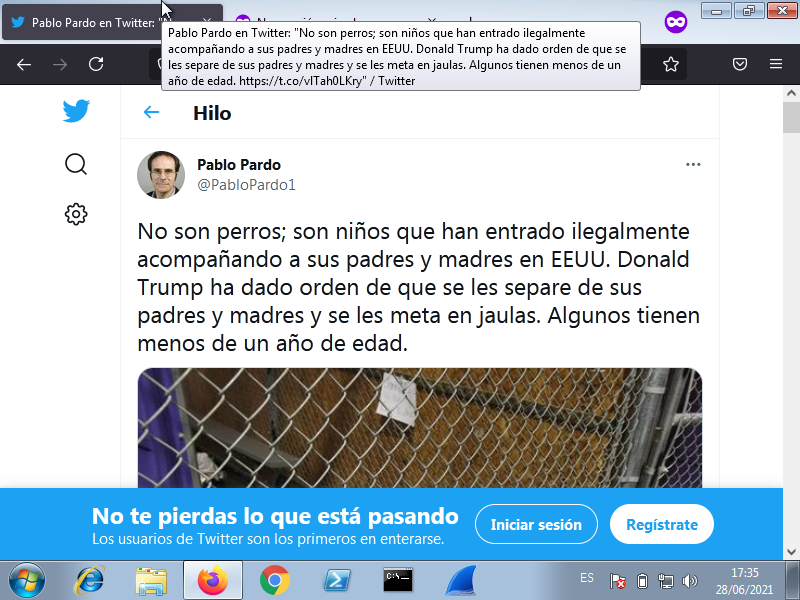 Pablo Pardo en Twitter: "N
Pablo Pardo en Twitter: "No son perros; son niños que han entrado ilegalmente
acompañando a sus padres y madres en EEUU. Donald Trump ha dado orden de que se
les separe de sus padres y madres y se les meta en jaulas. Algunos tienen menos de un
año de edad. https://t.co/vITah0LKry" / Twitter
Hilo
Pablo Pardo
@PabloPardo1
No son perros; son niños que han entrado ilegalmente
acompañando a sus padres y madres en EEUU. Donald
Trump ha dado orden de que se les separe de sus
padres y madres y se les meta en jaulas. Algunos tienen
menos de un año de edad.
No te pierdas lo que está pasando
Los usuarios de Twitter son los primeros en enterarse.
Iniciar sesión
Regístrate
C:\_
ES
17:35
28/06/2021